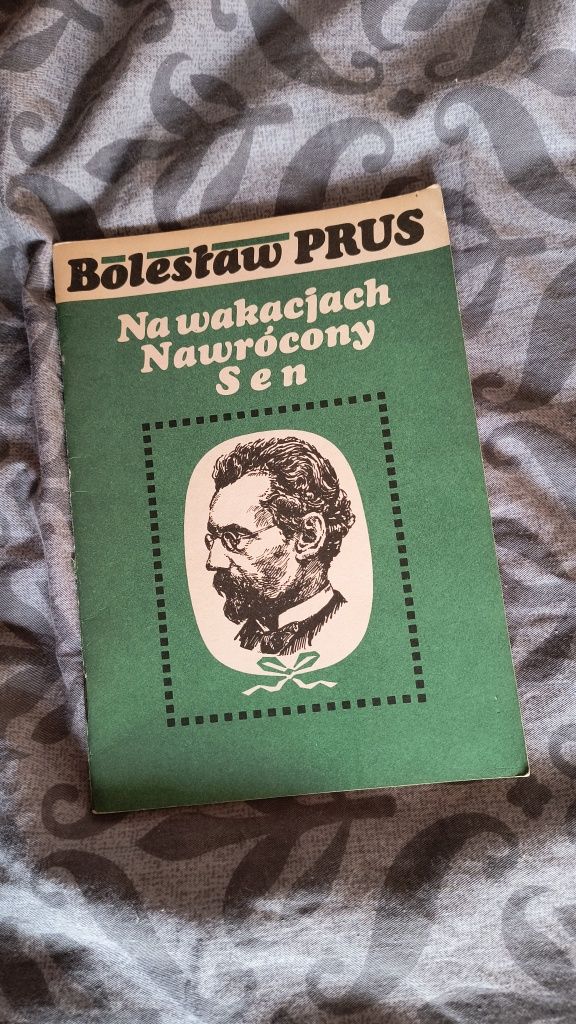 Bolesław PRUS
Na wakacjach
Nawrócony
Sen